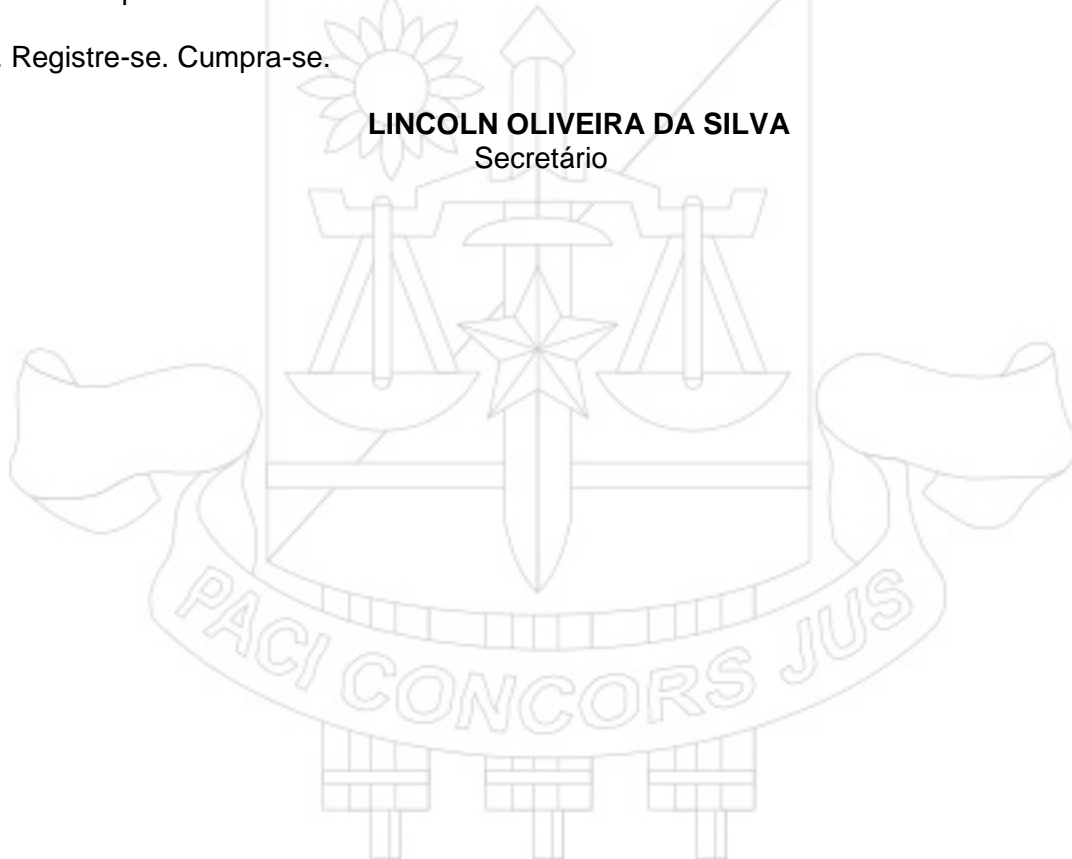 . Registre-se. Cumpra-se.
LINCOLN OLIVEIRA DA SILVA
Secretário
PACI CONCORS JUS